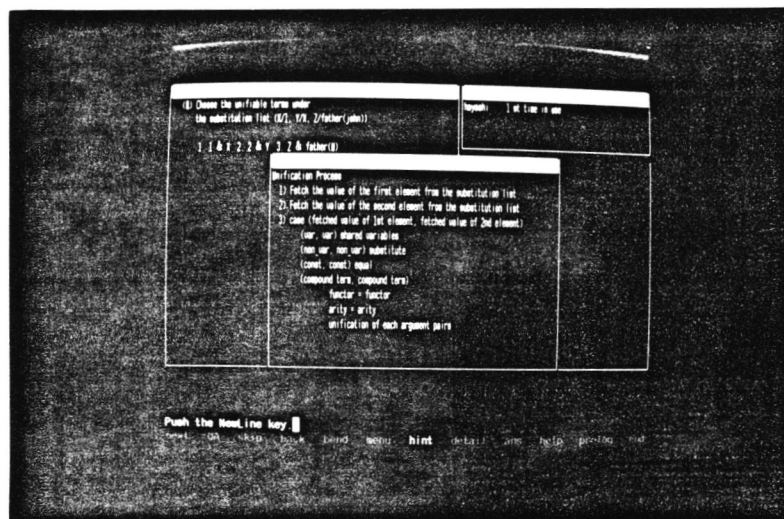 (8) Choose the unifiable terms under
the substitution list (X/1, Y/X, Z/father(john))
1. 1 & X 2. 2 & Y 3. Z & father(U)
hayashi 1 st time in use
Unification Process
1) Fetch the value of the first element from the substitution list
2) Fetch the value of the second element from the substitution list
3) case (fetched value of 1st element, fetched value of 2nd element)
(var, var) shared variables
(non var, non var) substitute
(const, const) equal
(compound term, compound term)
functor = functor
arity = arity
unification of each argument pairs
Push the NewLine key.
next QA skip back bend menu hint detail ans help prolog end